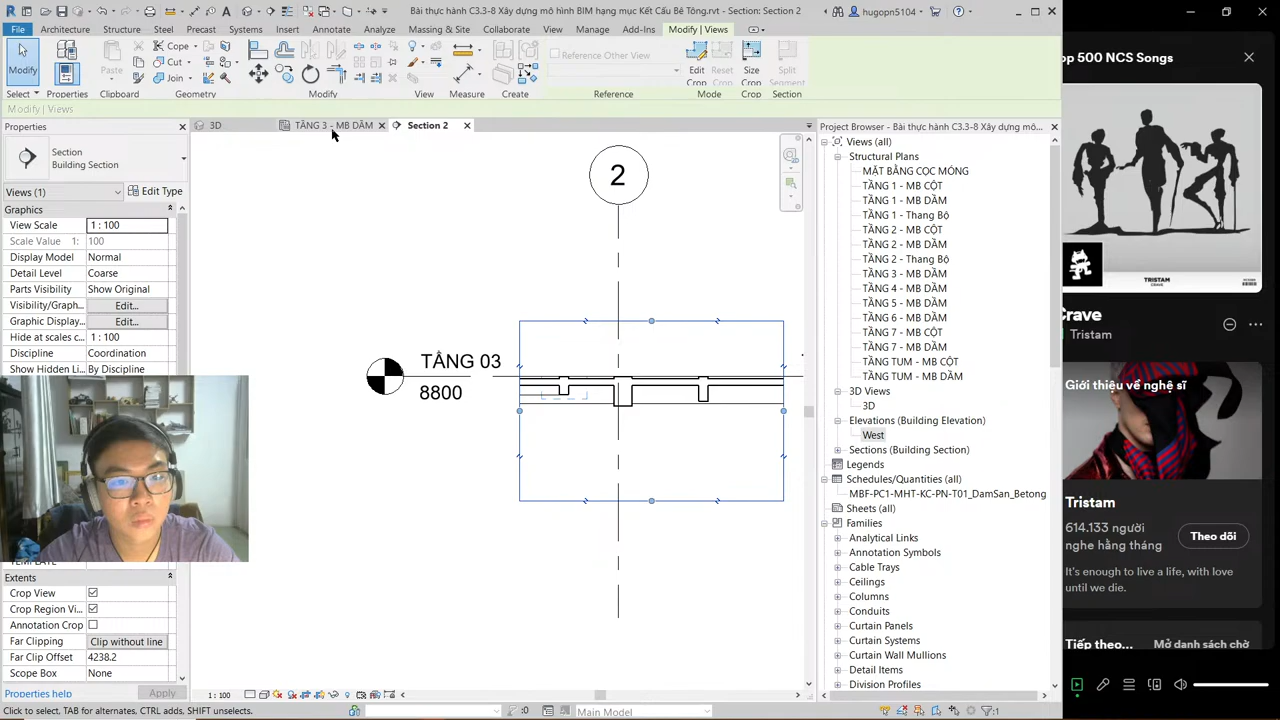 Bài thực hành C3.3-8 Xây dựng mô hình BIM hạng mục Kết Cấu Bê Tông.rvt - Section: Section 2
hugopn5104
File Architecture Structure Steel Precast Systems Insert Annotate Analyze Massing & Site Collaborate View Manage Add-Ins Modify | Views
Modify
Paste
Cope
Cut
Join
Reference Other View
Edit Crop
Reset Crop
Size Crop
Split Segment
Select Properties Clipboard Geometry Modify View Measure Create Reference Mode Crop Section
Modify | Views
Properties
3D
TẦNG 3 - MB DẦM
Section 2
Project Browser - Bài thực hành C3.3-8 Xây dựng mô...
Section
Building Section
Views (1)
Edit Type
Graphics
View Scale 1 : 100
Scale Value 1: 100
Display Model Normal
Detail Level Coarse
Parts Visibility Show Original
Visibility/Graph... Edit...
Graphic Display... Edit...
Hide at scales c... 1 : 100
Discipline Coordination
Show Hidden Li... By Discipline
Extents
Crop View
Crop Region Vi...
Annotation Crop
Far Clipping Clip without line
Far Clip Offset 4238.2
Scope Box None
Properties help
Apply
2
TẦNG 03
8800
1 : 100
Views (all)
Structural Plans
MẶT BẰNG CỌC MÓNG
TẦNG 1 - MB CỘT
TẦNG 1 - MB DẦM
TẦNG 1 - Thang Bộ
TẦNG 2 - MB CỘT
TẦNG 2 - MB DẦM
TẦNG 2 - Thang Bộ
TẦNG 3 - MB DẦM
TẦNG 4 - MB DẦM
TẦNG 5 - MB DẦM
TẦNG 6 - MB DẦM
TẦNG 7 - MB CỘT
TẦNG 7 - MB DẦM
TẦNG TUM - MB CỘT
TẦNG TUM - MB DẦM
3D Views
3D
Elevations (Building Elevation)
West
Sections (Building Section)
Legends
Schedules/Quantities (all)
MBF-PC1-MHT-KC-PN-T01_DamSan_Betong
Sheets (all)
Families
Analytical Links
Annotation Symbols
Cable Trays
Ceilings
Columns
Conduits
Curtain Panels
Curtain Systems
Curtain Wall Mullions
Detail Items
Division Profiles
Click to select, TAB for alternates, CTRL adds, SHIFT unselects.
:0
Main Model
:1
op 500 NCS Songs
TRISTAM
CRAVE
Crave
Tristam
Giới thiệu về nghệ sĩ
Tristam
614.133 người
nghe hằng tháng
Theo dõi
It's enough to live a life, with love
until we die.
Tiếp theo...
Mở danh sách chờ